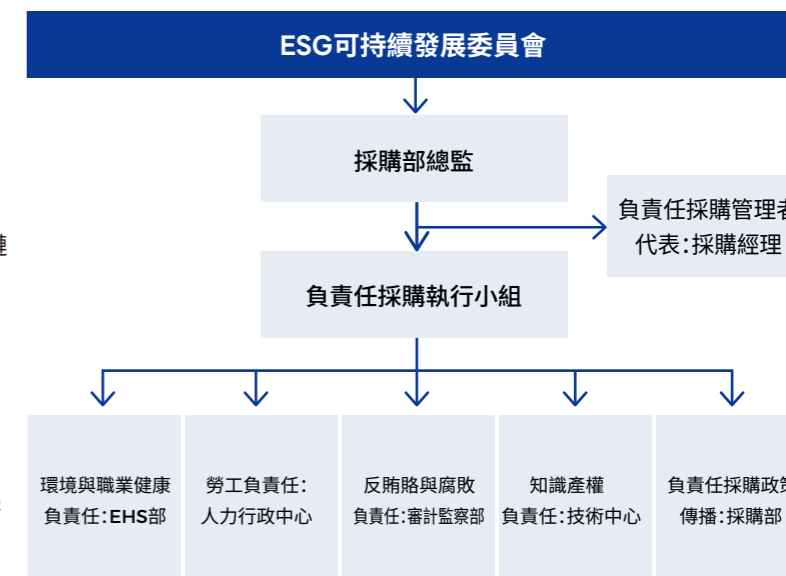 ESG可持續發展委員會
採購部總監
負責任採購管理者
代表:採購經理
負責任採購執行小組
環境與職業健康
負責任:EHS部
勞工負責任:
人力行政中心
反賄賂與腐敗
負責任:審計監察部
知識產權
負責任:技術中心
負責任採購政策
傳播:採購部